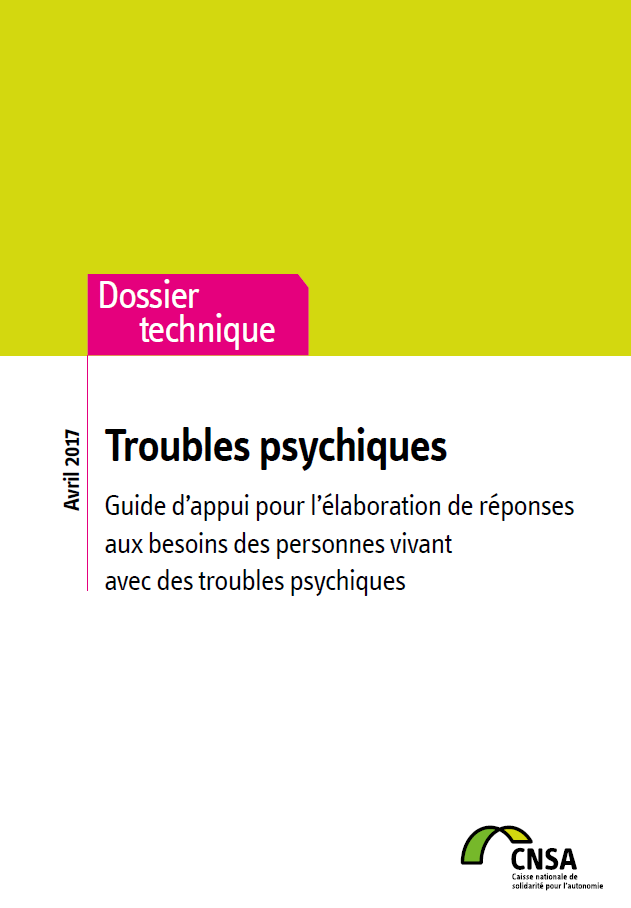 Dossier
technique
Avril 2017
Troubles psychiques
Guide d’appui pour l’élaboration de réponses
aux besoins des personnes vivant
avec des troubles psychiques
CNSA
Caisse nationale de
solidarité pour l’autonomie